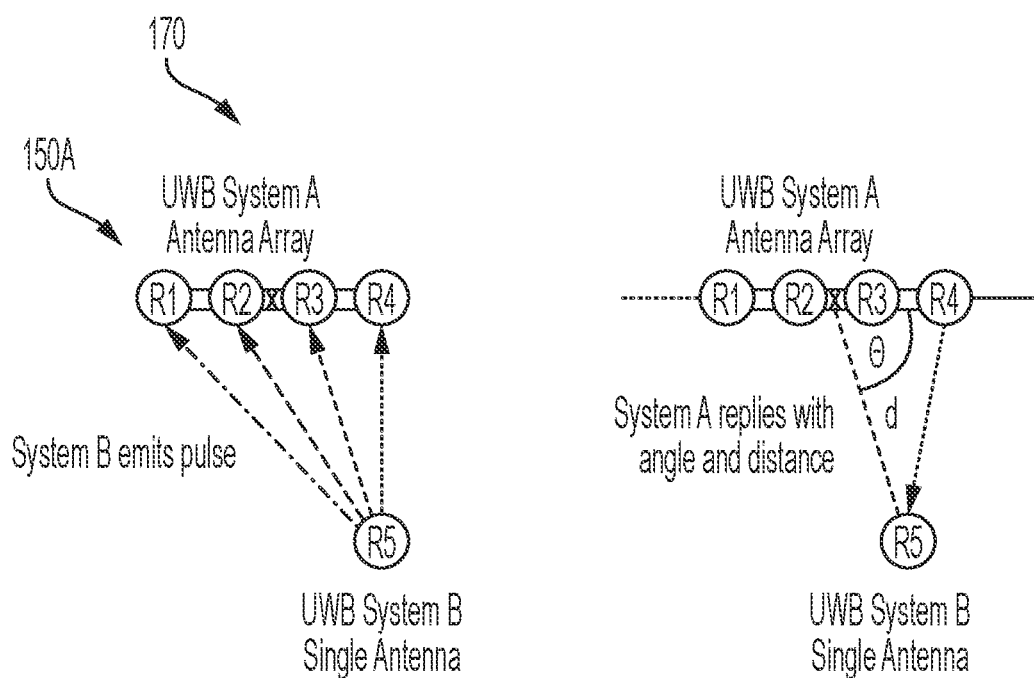 170
150A
UWB System A
Antenna Array
R1 R2 R3 R4
System B emits pulse
R5
UWB System B
Single Antenna
UWB System A
Antenna Array
R1 R2 R3 R4
Θ
d
System A replies with
angle and distance
R5
UWB System B
Single Antenna